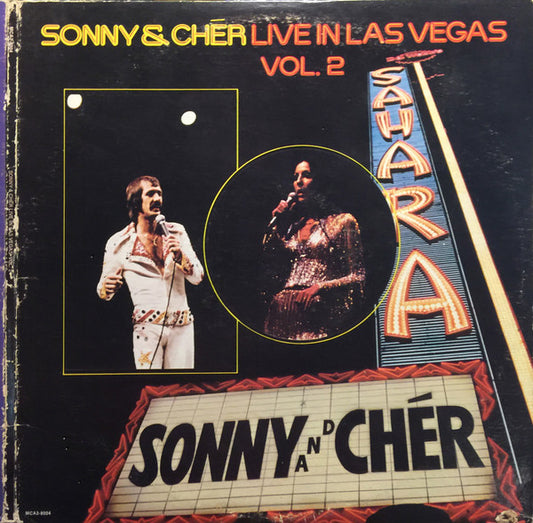 SONNY & CHÉR LIVE IN LAS VEGAS
VOL. 2
SAHARA
SONNY AND CHÉR
MCA2-8004